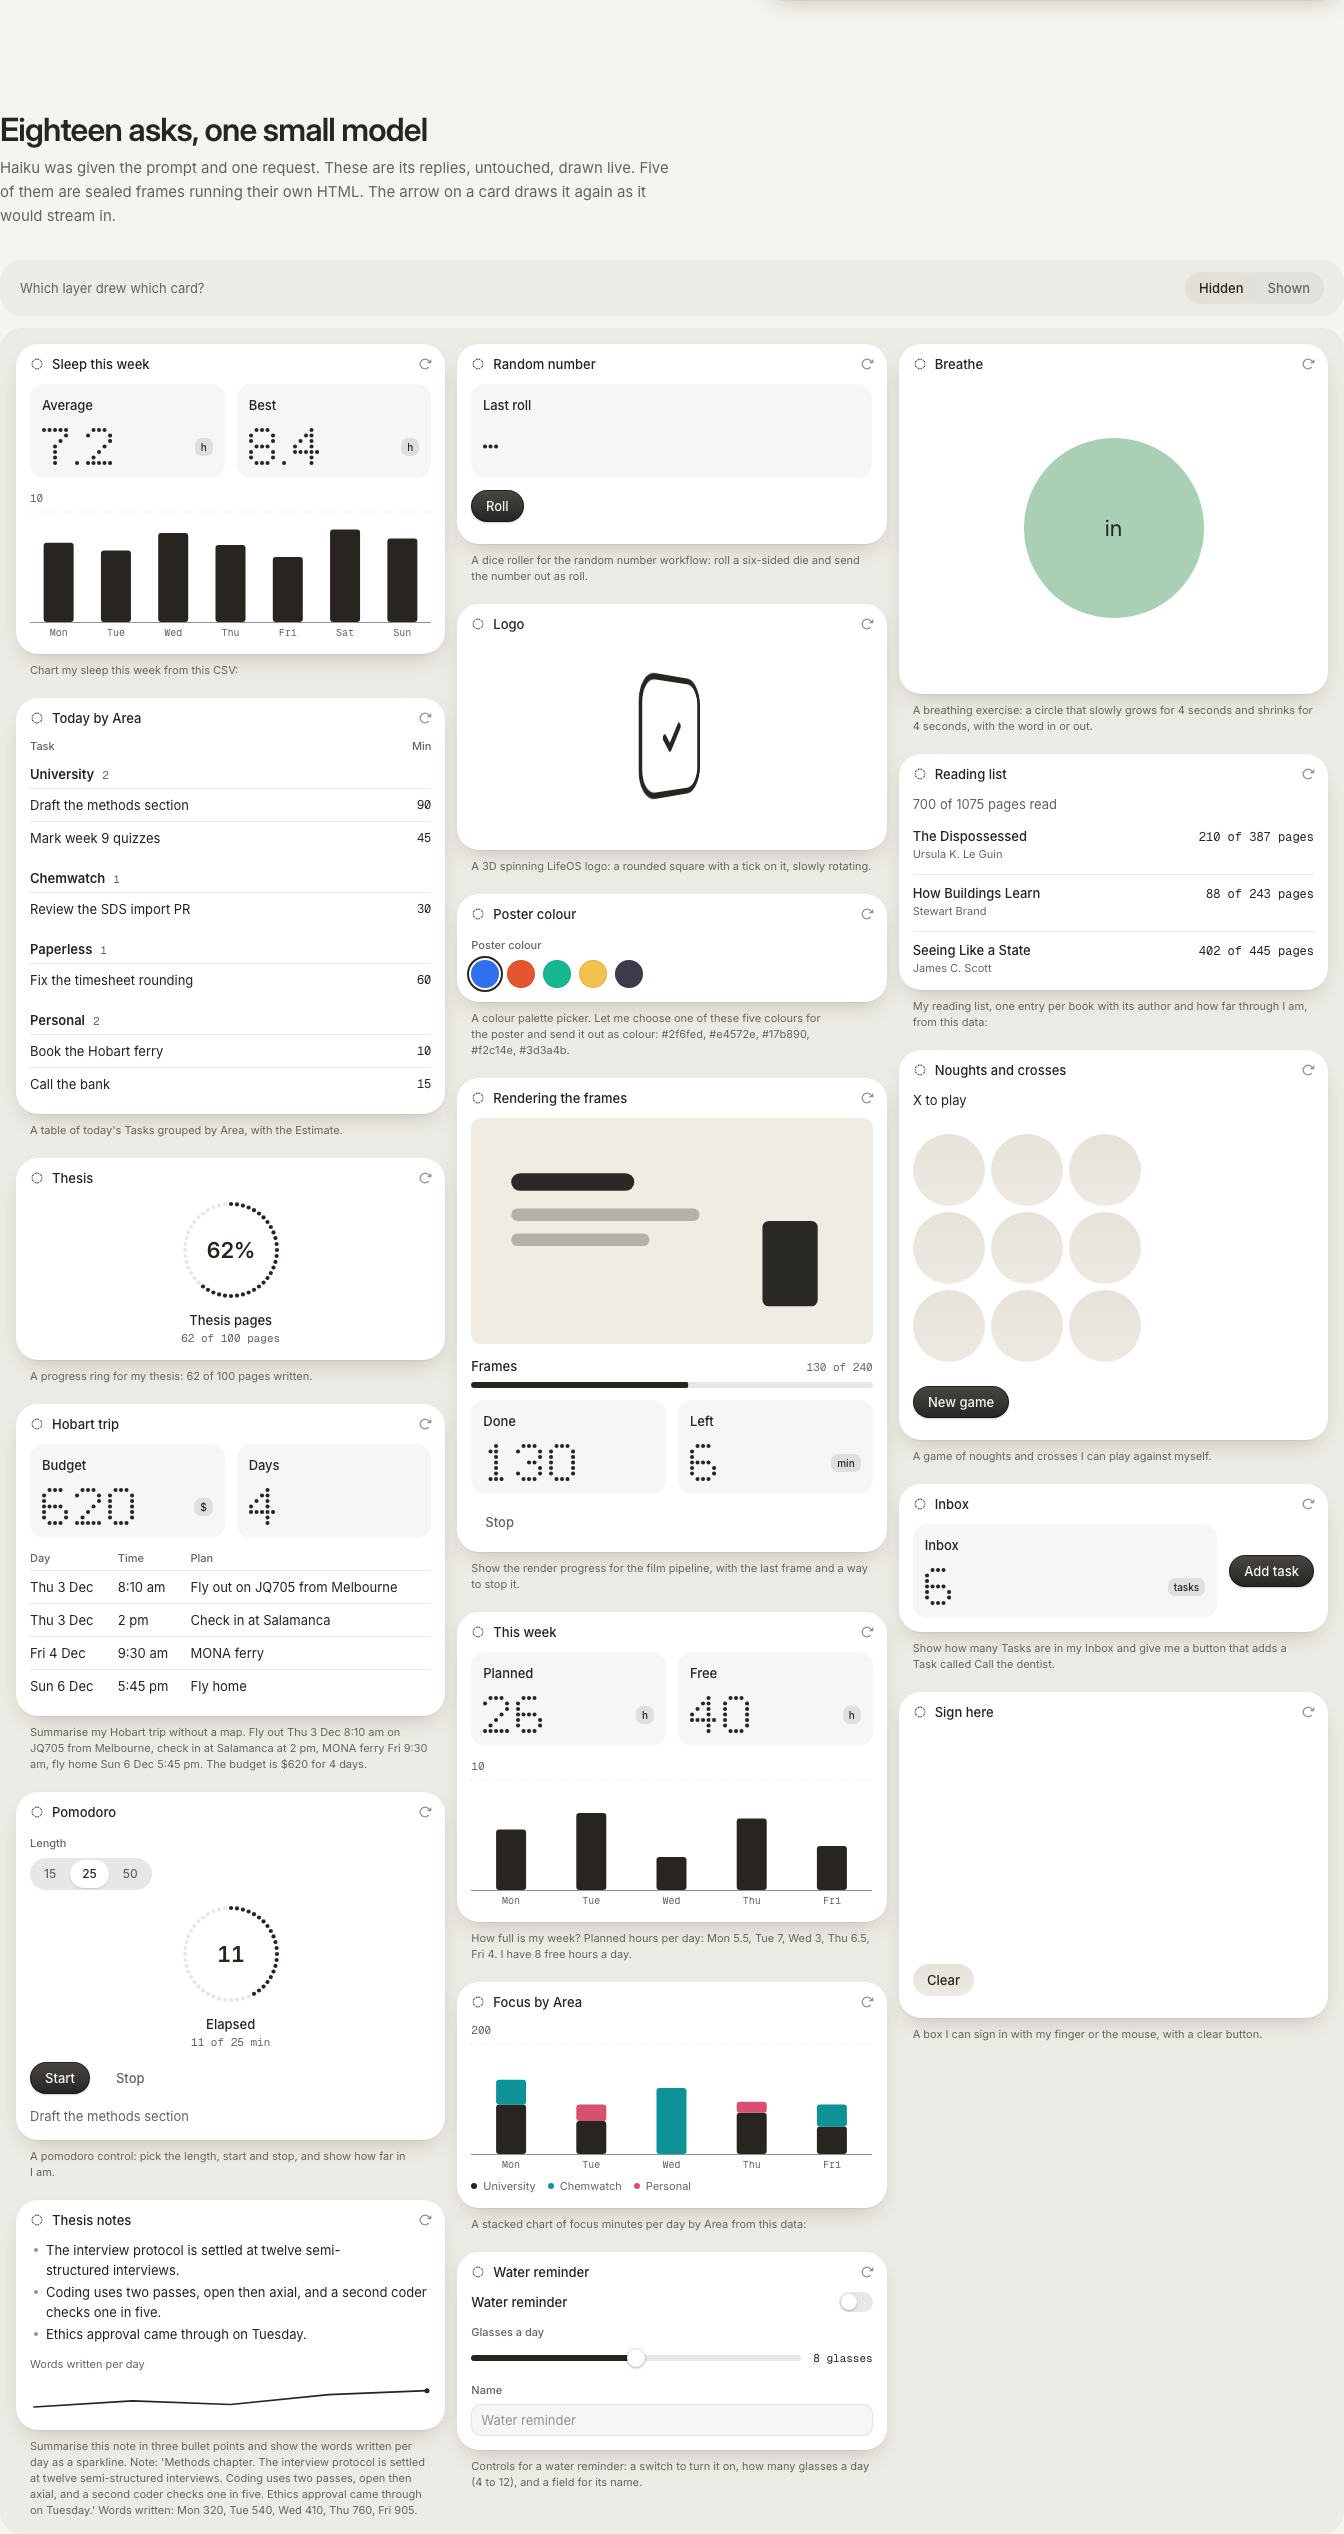 Eighteen asks, one small model
Haiku was given the prompt and one request. These are its replies, untouched, drawn live. Five
of them are sealed frames running their own HTML. The arrow on a card draws it again as it
would stream in.
Which layer drew which card?
Hidden
Shown
Sleep this week
Average
7.2
h
Best
8.4
h
10
Mon
Tue
Wed
Thu
Fri
Sat
Sun
Chart my sleep this week from this CSV:
Today by Area
Task
Min
University 2
Draft the methods section
90
Mark week 9 quizzes
45
Chemwatch 1
Review the SDS import PR
30
Paperless 1
Fix the timesheet rounding
60
Personal 2
Book the Hobart ferry
10
Call the bank
15
A table of today's Tasks grouped by Area, with the Estimate.
Thesis
62%
Thesis pages
62 of 100 pages
A progress ring for my thesis: 62 of 100 pages written.
Hobart trip
Budget
620
$
Days
4
Day
Time
Plan
Thu 3 Dec
8:10 am
Fly out on JQ705 from Melbourne
Thu 3 Dec
2 pm
Check in at Salamanca
Fri 4 Dec
9:30 am
MONA ferry
Sun 6 Dec
5:45 pm
Fly home
Summarise my Hobart trip without a map. Fly out Thu 3 Dec 8:10 am on
JQ705 from Melbourne, check in at Salamanca at 2 pm, MONA ferry Fri 9:30
am, fly home Sun 6 Dec 5:45 pm. The budget is $620 for 4 days.
Pomodoro
Length
15
25
50
11
Elapsed
11 of 25 min
Start
Stop
Draft the methods section
A pomodoro control: pick the length, start and stop, and show how far in
I am.
Thesis notes
The interview protocol is settled at twelve semi-
structured interviews.
Coding uses two passes, open then axial, and a second coder
checks one in five.
Ethics approval came through on Tuesday.
Words written per day
Summarise this note in three bullet points and show the words written per
day as a sparkline. Note: 'Methods chapter. The interview protocol is settled
at twelve semi-structured interviews. Coding uses two passes, open then
axial, and a second coder checks one in five. Ethics approval came through
on Tuesday.' Words written: Mon 320, Tue 540, Wed 410, Thu 760, Fri 905.
Random number
Last roll
Roll
A dice roller for the random number workflow: roll a six-sided die and send
the number out as roll.
Logo
A 3D spinning LifeOS logo: a rounded square with a tick on it, slowly rotating.
Poster colour
Poster colour
A colour palette picker. Let me choose one of these five colours for
the poster and send it out as colour: #2f6fed, #e4572e, #17b890,
#f2c14e, #3d3a4b.
Rendering the frames
Frames
130 of 240
Done
130
Left
6
min
Stop
Show the render progress for the film pipeline, with the last frame and a way
to stop it.
This week
Planned
26
h
Free
40
h
10
Mon
Tue
Wed
Thu
Fri
How full is my week? Planned hours per day: Mon 5.5, Tue 7, Wed 3, Thu 6.5,
Fri 4. I have 8 free hours a day.
Focus by Area
200
Mon
Tue
Wed
Thu
Fri
University
Chemwatch
Personal
A stacked chart of focus minutes per day by Area from this data:
Water reminder
Water reminder
Glasses a day
8 glasses
Name
Water reminder
Controls for a water reminder: a switch to turn it on, how many glasses a day
(4 to 12), and a field for its name.
Breathe
in
A breathing exercise: a circle that slowly grows for 4 seconds and shrinks for
4 seconds, with the word in or out.
Reading list
700 of 1075 pages read
The Dispossessed
210 of 387 pages
Ursula K. Le Guin
How Buildings Learn
88 of 243 pages
Stewart Brand
Seeing Like a State
402 of 445 pages
James C. Scott
My reading list, one entry per book with its author and how far through I am,
from this data:
Noughts and crosses
X to play
New game
A game of noughts and crosses I can play against myself.
Inbox
Inbox
6
tasks
Add task
Show how many Tasks are in my Inbox and give me a button that adds a
Task called Call the dentist.
Sign here
Clear
A box I can sign in with my finger or the mouse, with a clear button.